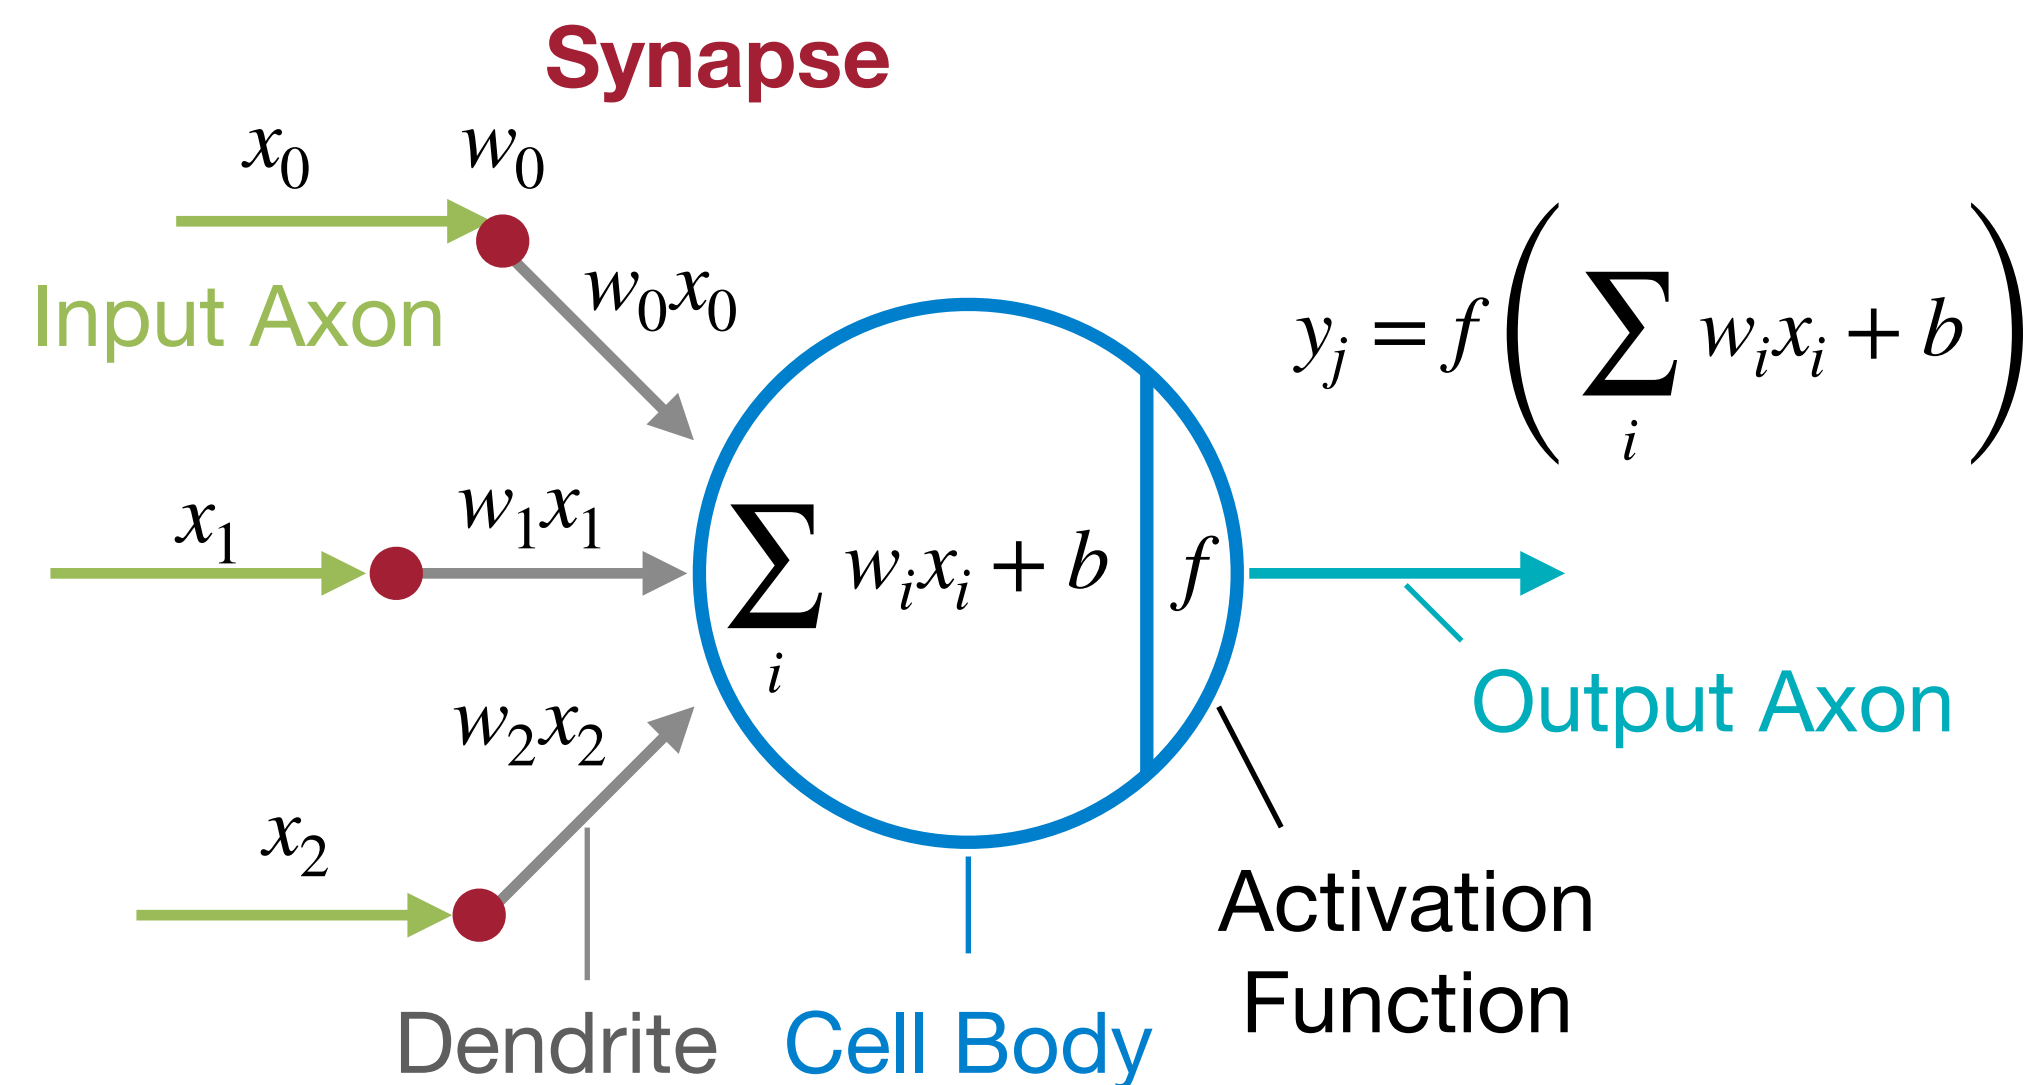 Synapse
x₀ w₀
Input Axon
w₀x₀
yⱼ = f(∑ᵢ wᵢxᵢ + b)
x₁ w₁x₁
∑ᵢ wᵢxᵢ + b f
Output Axon
w₂x₂
x₂
Activation
Function
Dendrite Cell Body